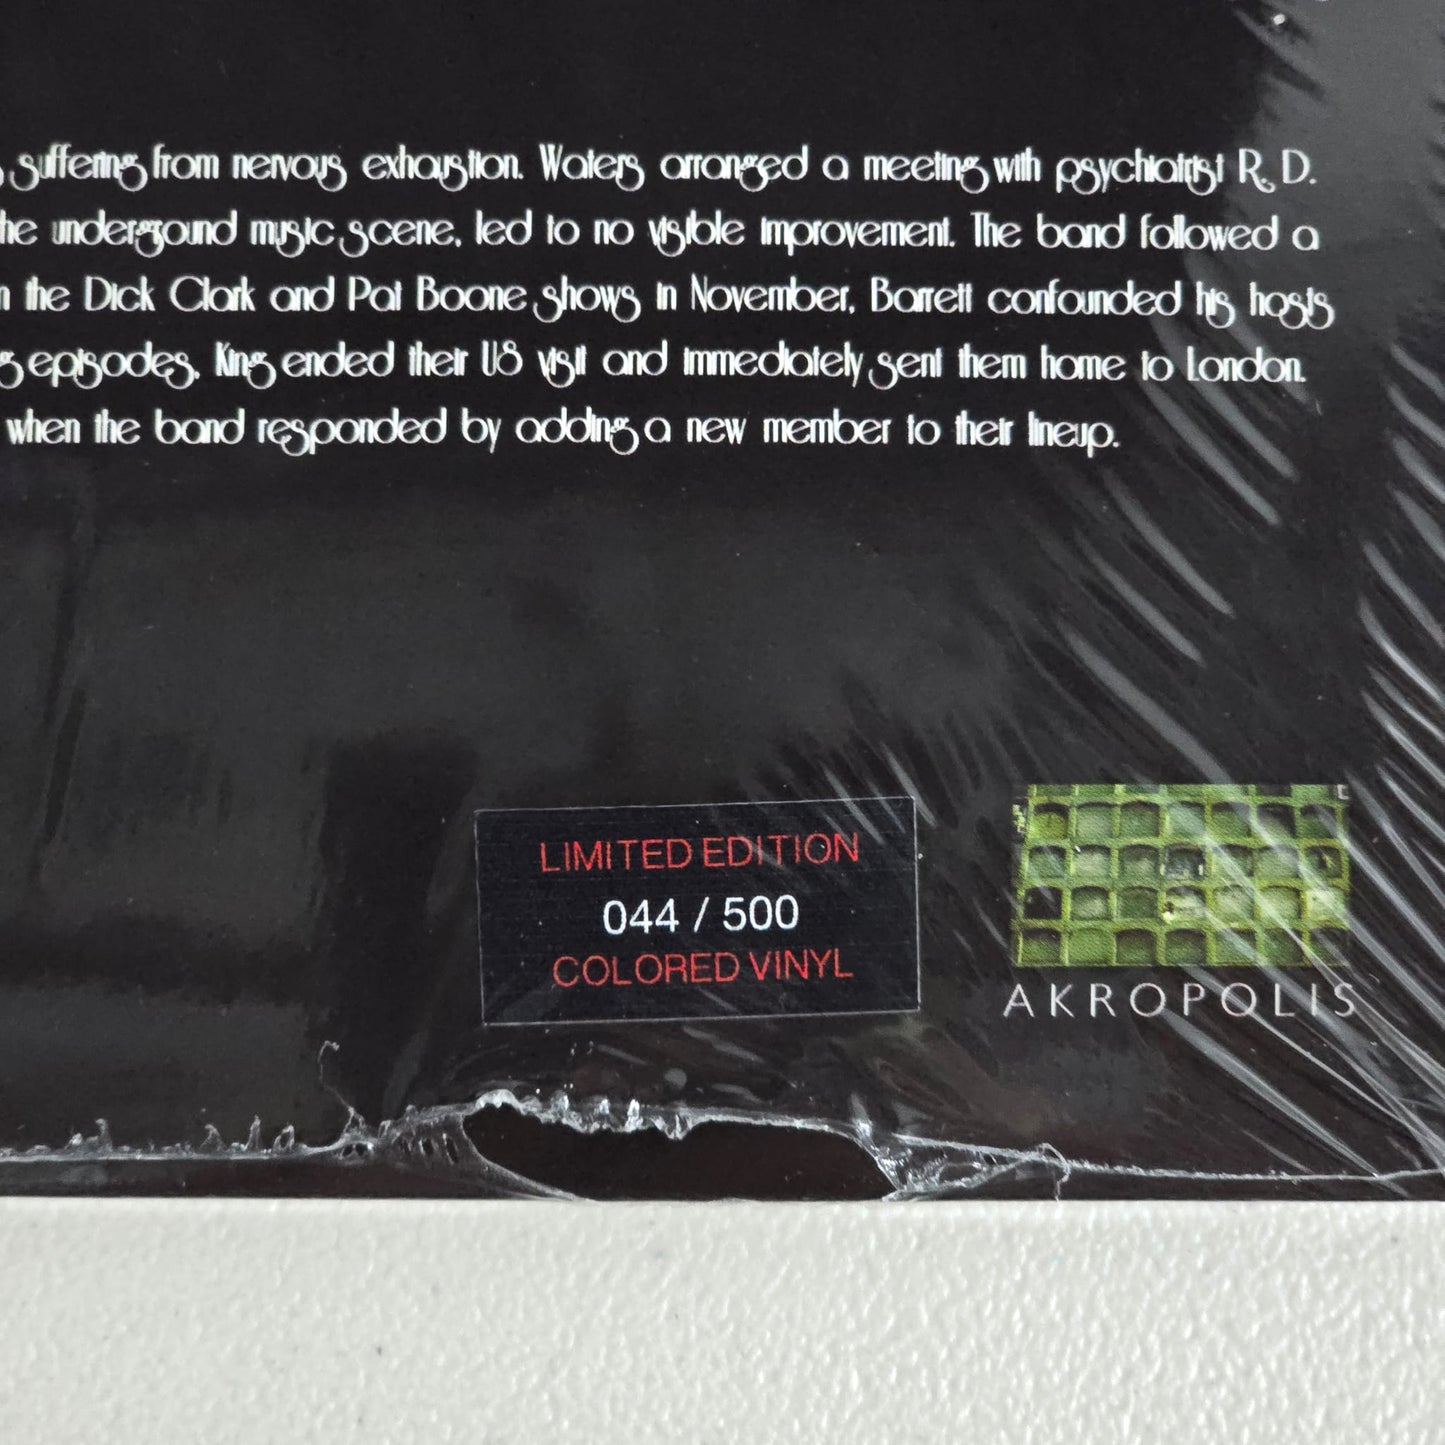 suffering from nervous exhaustion. Waters arranged a meeting with psychiatrist R. D.
he underground music scene, led to no visible improvement. The band followed a
n the Dick Clark and Pat Boone shows in November, Barrett confounded his hosts
g episodes, King ended their US visit and immediately sent them home to London.
when the band responded by adding a new member to their lineup.
LIMITED EDITION
044 / 500
COLORED VINYL
AKROPOLIS